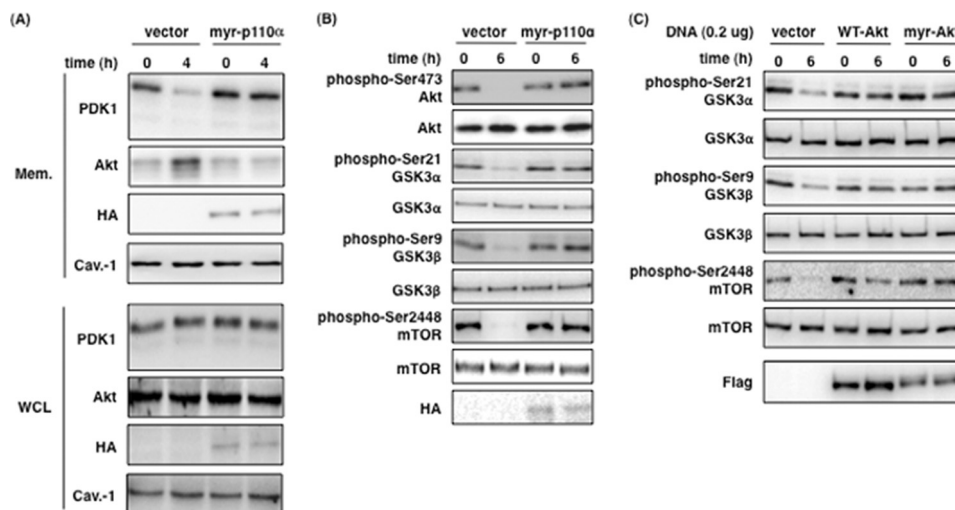 (A)
vector myr-p110α
time (h) 0 4 0 4
PDK1
Akt
Mem.
HA
Cav.-1
PDK1
Akt
WCL
HA
Cav.-1
(B)
vector myr-p110α
time (h) 0 6 0 6
phospho-Ser473
Akt
Akt
phospho-Ser21
GSK3α
GSK3α
phospho-Ser9
GSK3β
GSK3β
phospho-Ser2448
mTOR
mTOR
HA
(C)
DNA (0.2 ug) vector WT-Akt myr-Ak
time (h) 0 6 0 6 0 6
phospho-Ser21
GSK3α
GSK3α
phospho-Ser9
GSK3β
GSK3β
phospho-Ser2448
mTOR
mTOR
Flag